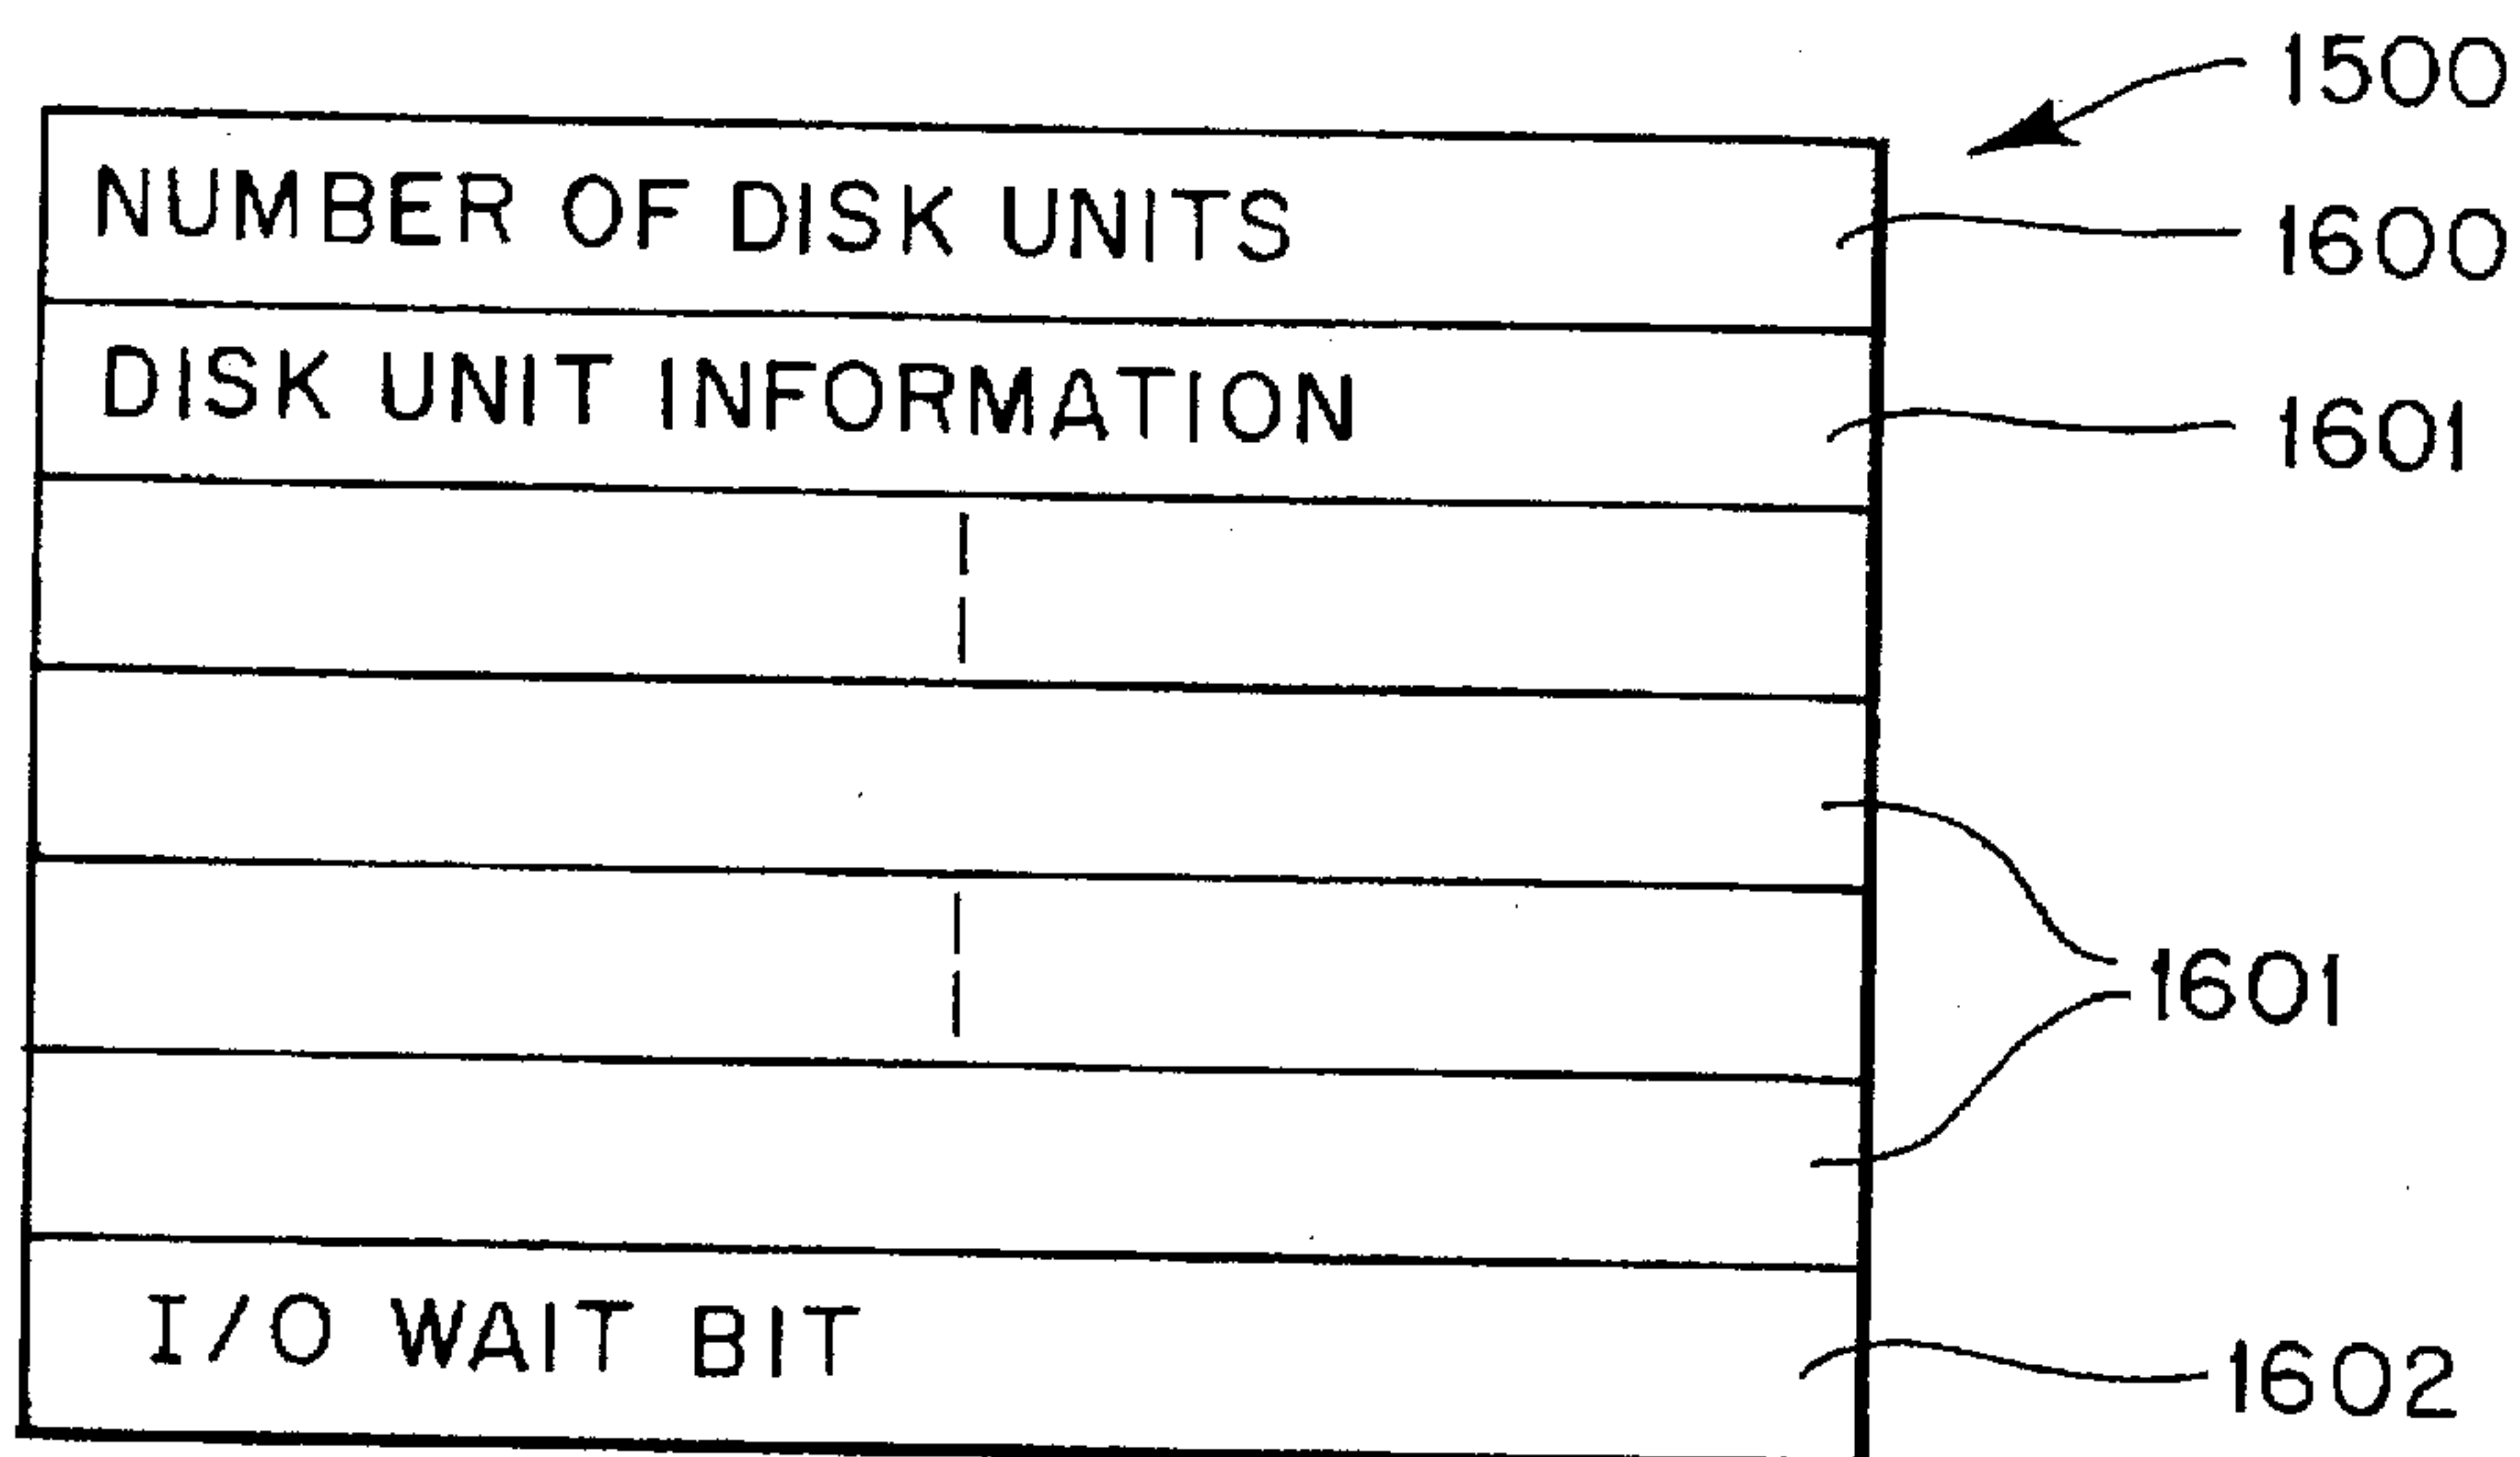 1500
NUMBER OF DISK UNITS 1600
DISK UNIT INFORMATION 1601
1601
I/O WAIT BIT 1602